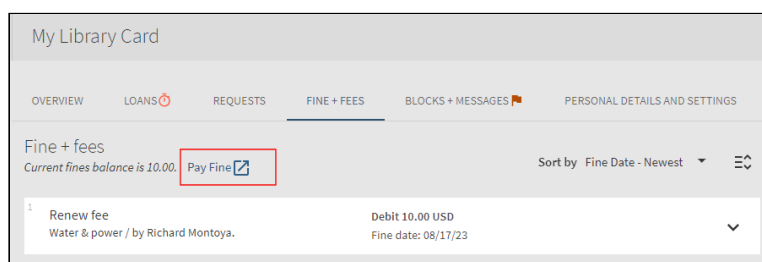 My Library Card
OVERVIEW LOANS REQUESTS FINE + FEES BLOCKS + MESSAGES PERSONAL DETAILS AND SETTINGS
Fine + fees
Current fines balance is 10.00. Pay Fine Sort by Fine Date - Newest
1
Renew fee Debit 10.00 USD
Water & power / by Richard Montoya. Fine date: 08/17/23